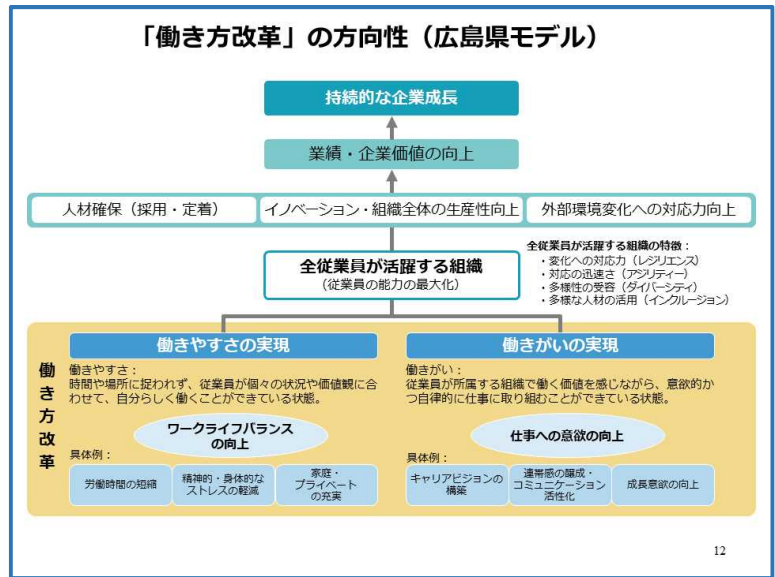 「働き方改革」の方向性（広島県モデル）
持続的な企業成長
業績・企業価値の向上
人材確保（採用・定着）
イノベーション・組織全体の生産性向上
外部環境変化への対応力向上
全従業員が活躍する組織
（従業員の能力の最大化）
全従業員が活躍する組織の特徴：
・変化への対応力（レジリエンス）
・対応の迅速さ（アジリティー）
・多様性の受容（ダイバーシティ）
・多様な人材の活用（インクルージョン）
働き方改革
働きやすさの実現
働きやすさ：
時間や場所に捉われず、従業員が個々の状況や価値観に合
わせて、自分らしく働くことができている状態。
ワークライフバランス
の向上
具体例：
労働時間の短縮
精神的・身体的な
ストレスの軽減
家庭・
プライベート
の充実
働きがいの実現
働きがい：
従業員が所属する組織で働く価値を感じながら、意欲的か
つ自律的に仕事に取り組むことができている状態。
仕事への意欲の向上
具体例：
キャリアビジョンの
構築
連帯感の醸成・
コミュニケーション
活性化
成長意欲の向上
12